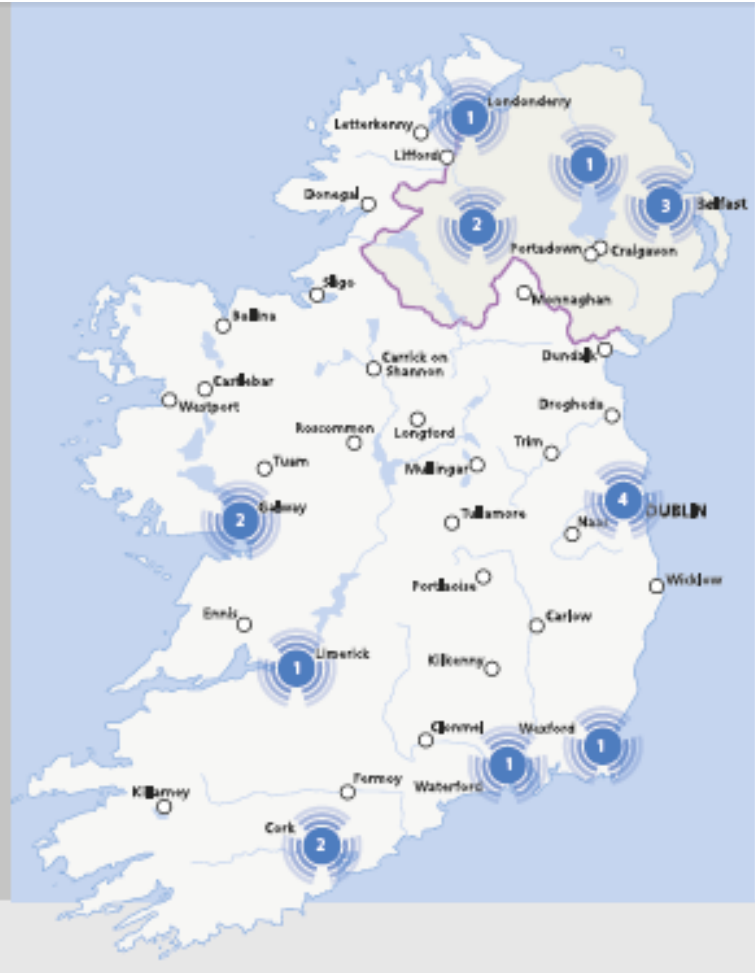 1
Londonderry
Letterkenny
Lifford
1
Donegal
3
Belfast
2
Portadown
Craigavon
Sligo
Monnaghan
Ballina
Dundalk
Carrick on
Shannon
Castlebar
Westport
Drogheda
Roscommon
Longford
Trim
Tuam
Mullingar
4
DUBLIN
Galway
2
Tullamore
Naas
Portlaoise
Wicklow
Ennis
Carlow
Limerick
1
Kilkenny
Clonmel
Wexford
1
1
Waterford
Fermoy
Killarney
Cork
2